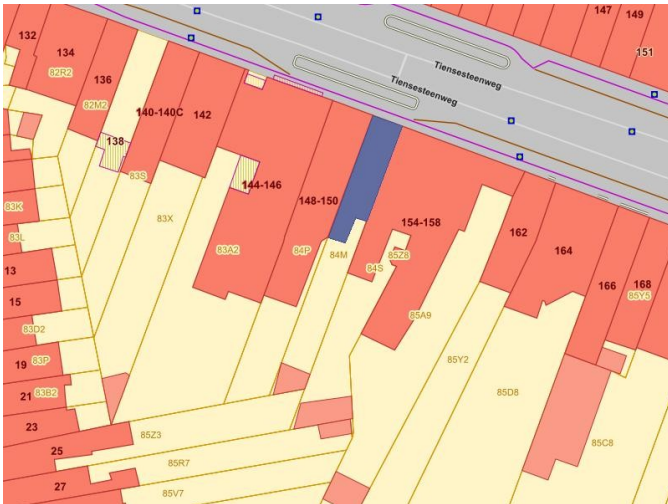 147
149
151
132
134
82R2
136
82M2
138
140-140C
83S
142
Tiensesteenweg
Tiensesteenweg
144-146
148-150
154-158
162
164
166
168
85Y5
83K
83L
83X
83A2
84P
84M
84S
85Z8
85A9
13
15
83D2
19
83P
21
83B2
23
25
27
85Y2
85D8
85C8
85Z3
85R7
85V7